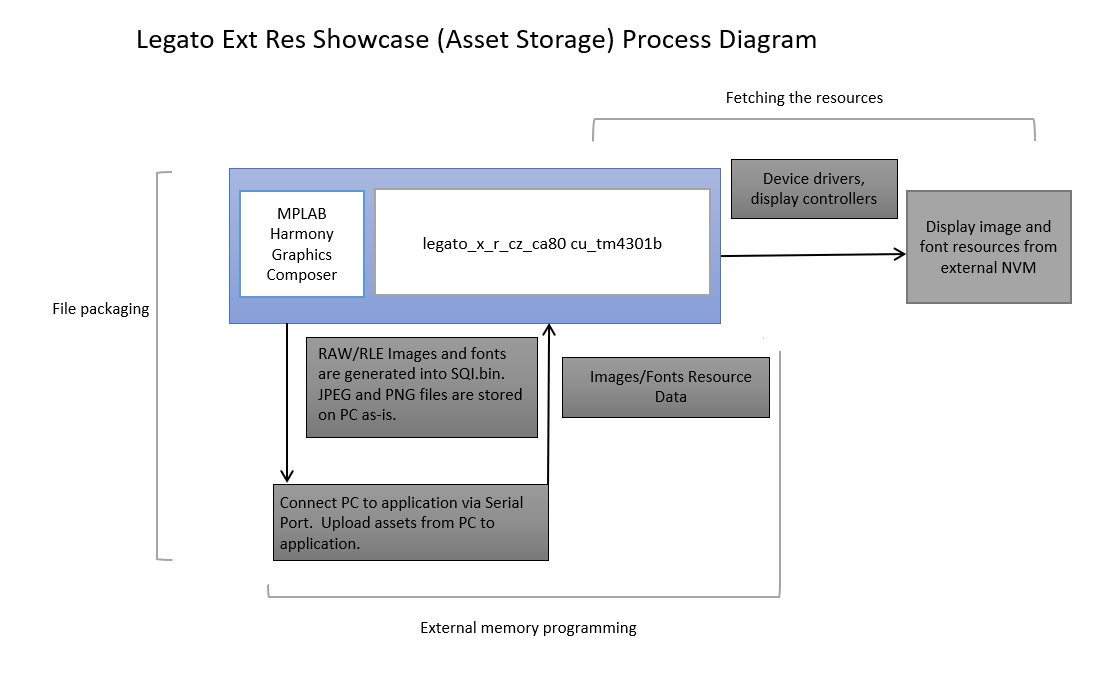 Legato Ext Res Showcase (Asset Storage) Process Diagram
Fetching the resources
Device drivers,
display controllers
MPLAB
Harmony
Graphics
Composer
legato_x_r_cz_ca80 cu_tm4301b
Display image and
font resources from
external NVM
File packaging
RAW/RLE Images and fonts
are generated into SQI.bin.
JPEG and PNG files are stored
on PC as-is.
Images/Fonts Resource
Data
Connect PC to application via Serial
Port. Upload assets from PC to
application.
External memory programming